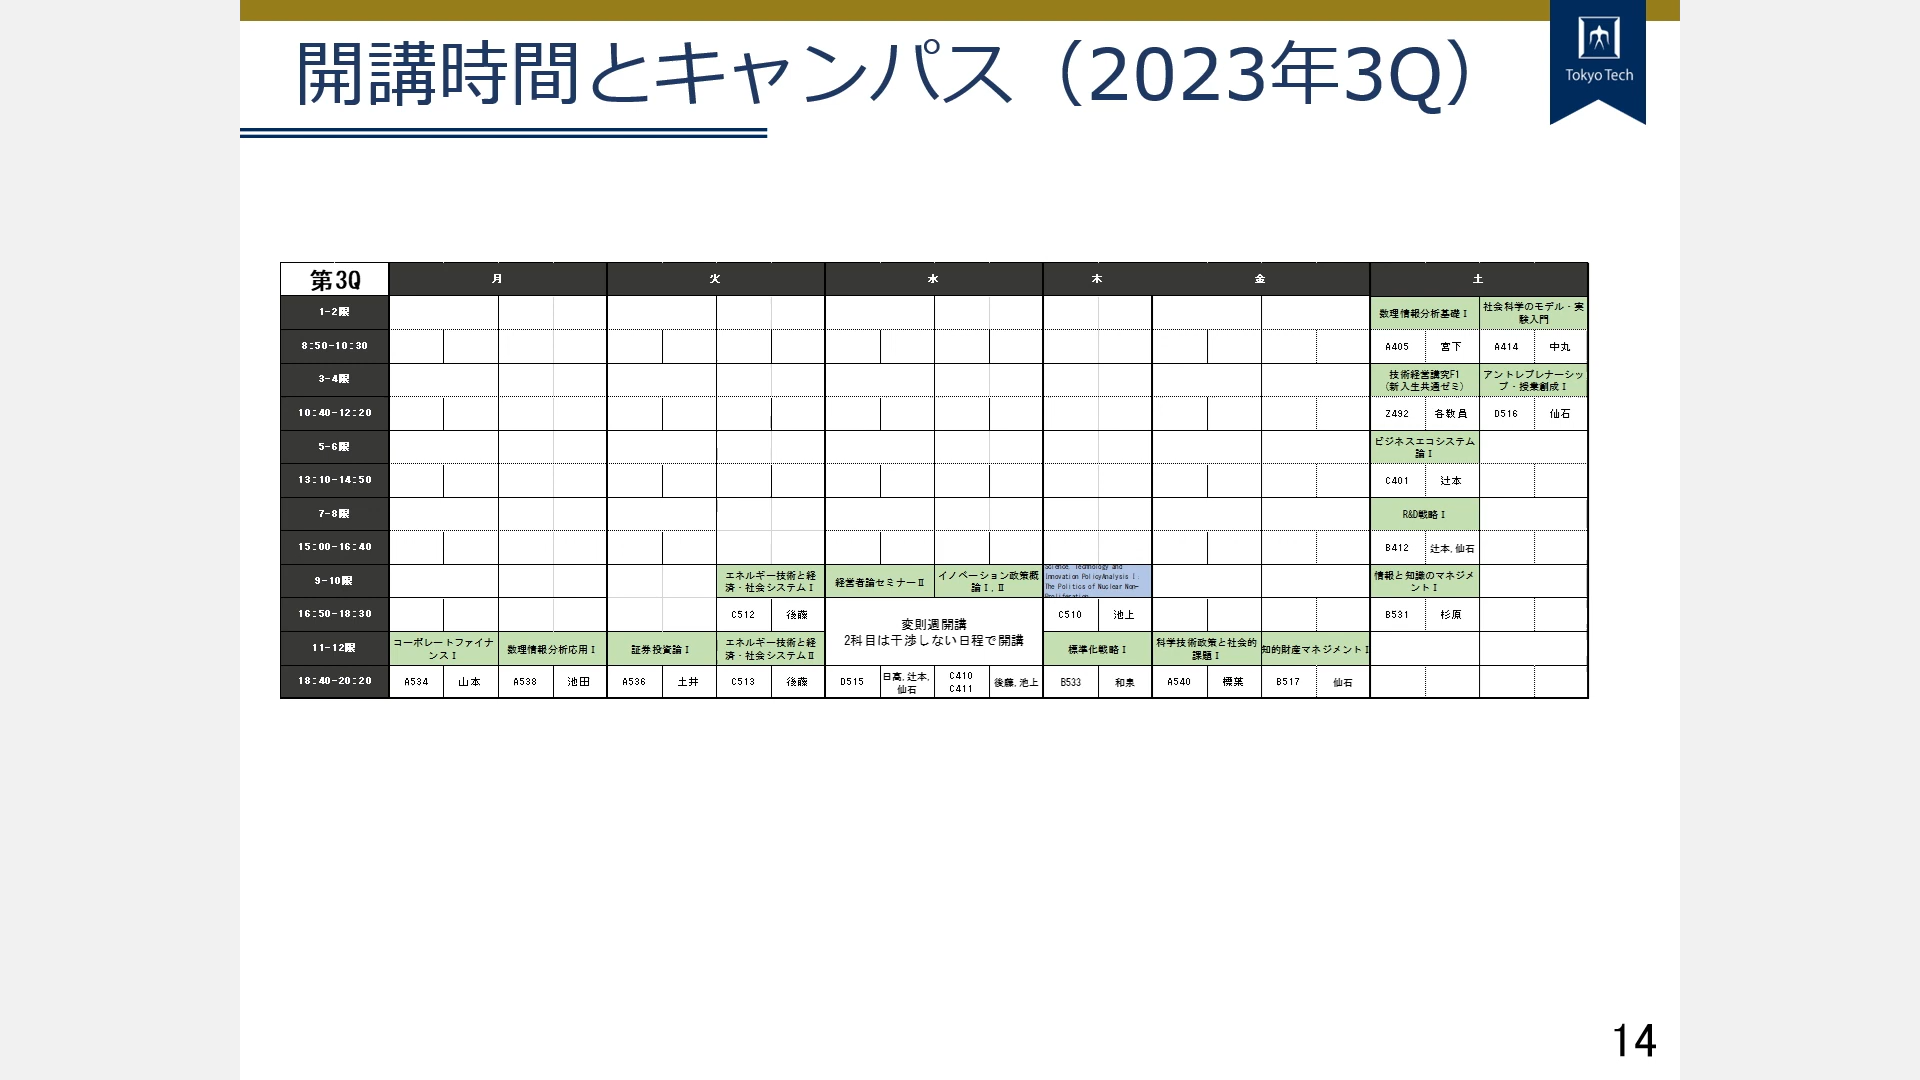 開講時間とキャンパス（2023年3Q）
Tokyo Tech
第3Q 月 火 水 木 金 土
1-2限 数理情報分析基礎Ⅰ 社会科学のモデル・実
験入門
8:50-10:30 A405 宮下 A414 中丸
3-4限 技術経営講究F1
（新入生共通ゼミ） アントレプレナーシッ
プ・授業創成Ⅰ
10:40-12:20 Z492 各教員 D516 仙石
5-6限 ビジネスエコシステム
論Ⅰ
13:10-14:50 C401 辻本
7-8限 R&D戦略Ⅰ
15:00-16:40 B412 辻本,仙石
9-10限 エネルギー技術と経
済・社会システムⅠ 経営者論セミナーⅡ イノベーション政策概
論Ⅰ,Ⅱ Science, Technology and
Innovation PolicyAnalysis Ⅰ:
The Politics of Nuclear Non-
Proliferation 情報と知識のマネジメ
ントⅠ
16:50-18:30 C512 後藤 変則週開講
2科目は干渉しない日程で開講 C510 池上 B531 杉原
11-12限 コーポレートファイナ
ンスⅠ 数理情報分析応用Ⅰ 証券投資論Ⅰ エネルギー技術と経
済・社会システムⅡ 標準化戦略Ⅰ 科学技術政策と社会的
課題Ⅰ 知的財産マネジメントⅠ
18:40-20:20 A534 山本 A538 池田 A536 土井 C513 後藤 D515 日高,辻本,
仙石 C410
C411 後藤,池上 B533 和泉 A540 標葉 B517 仙石
14